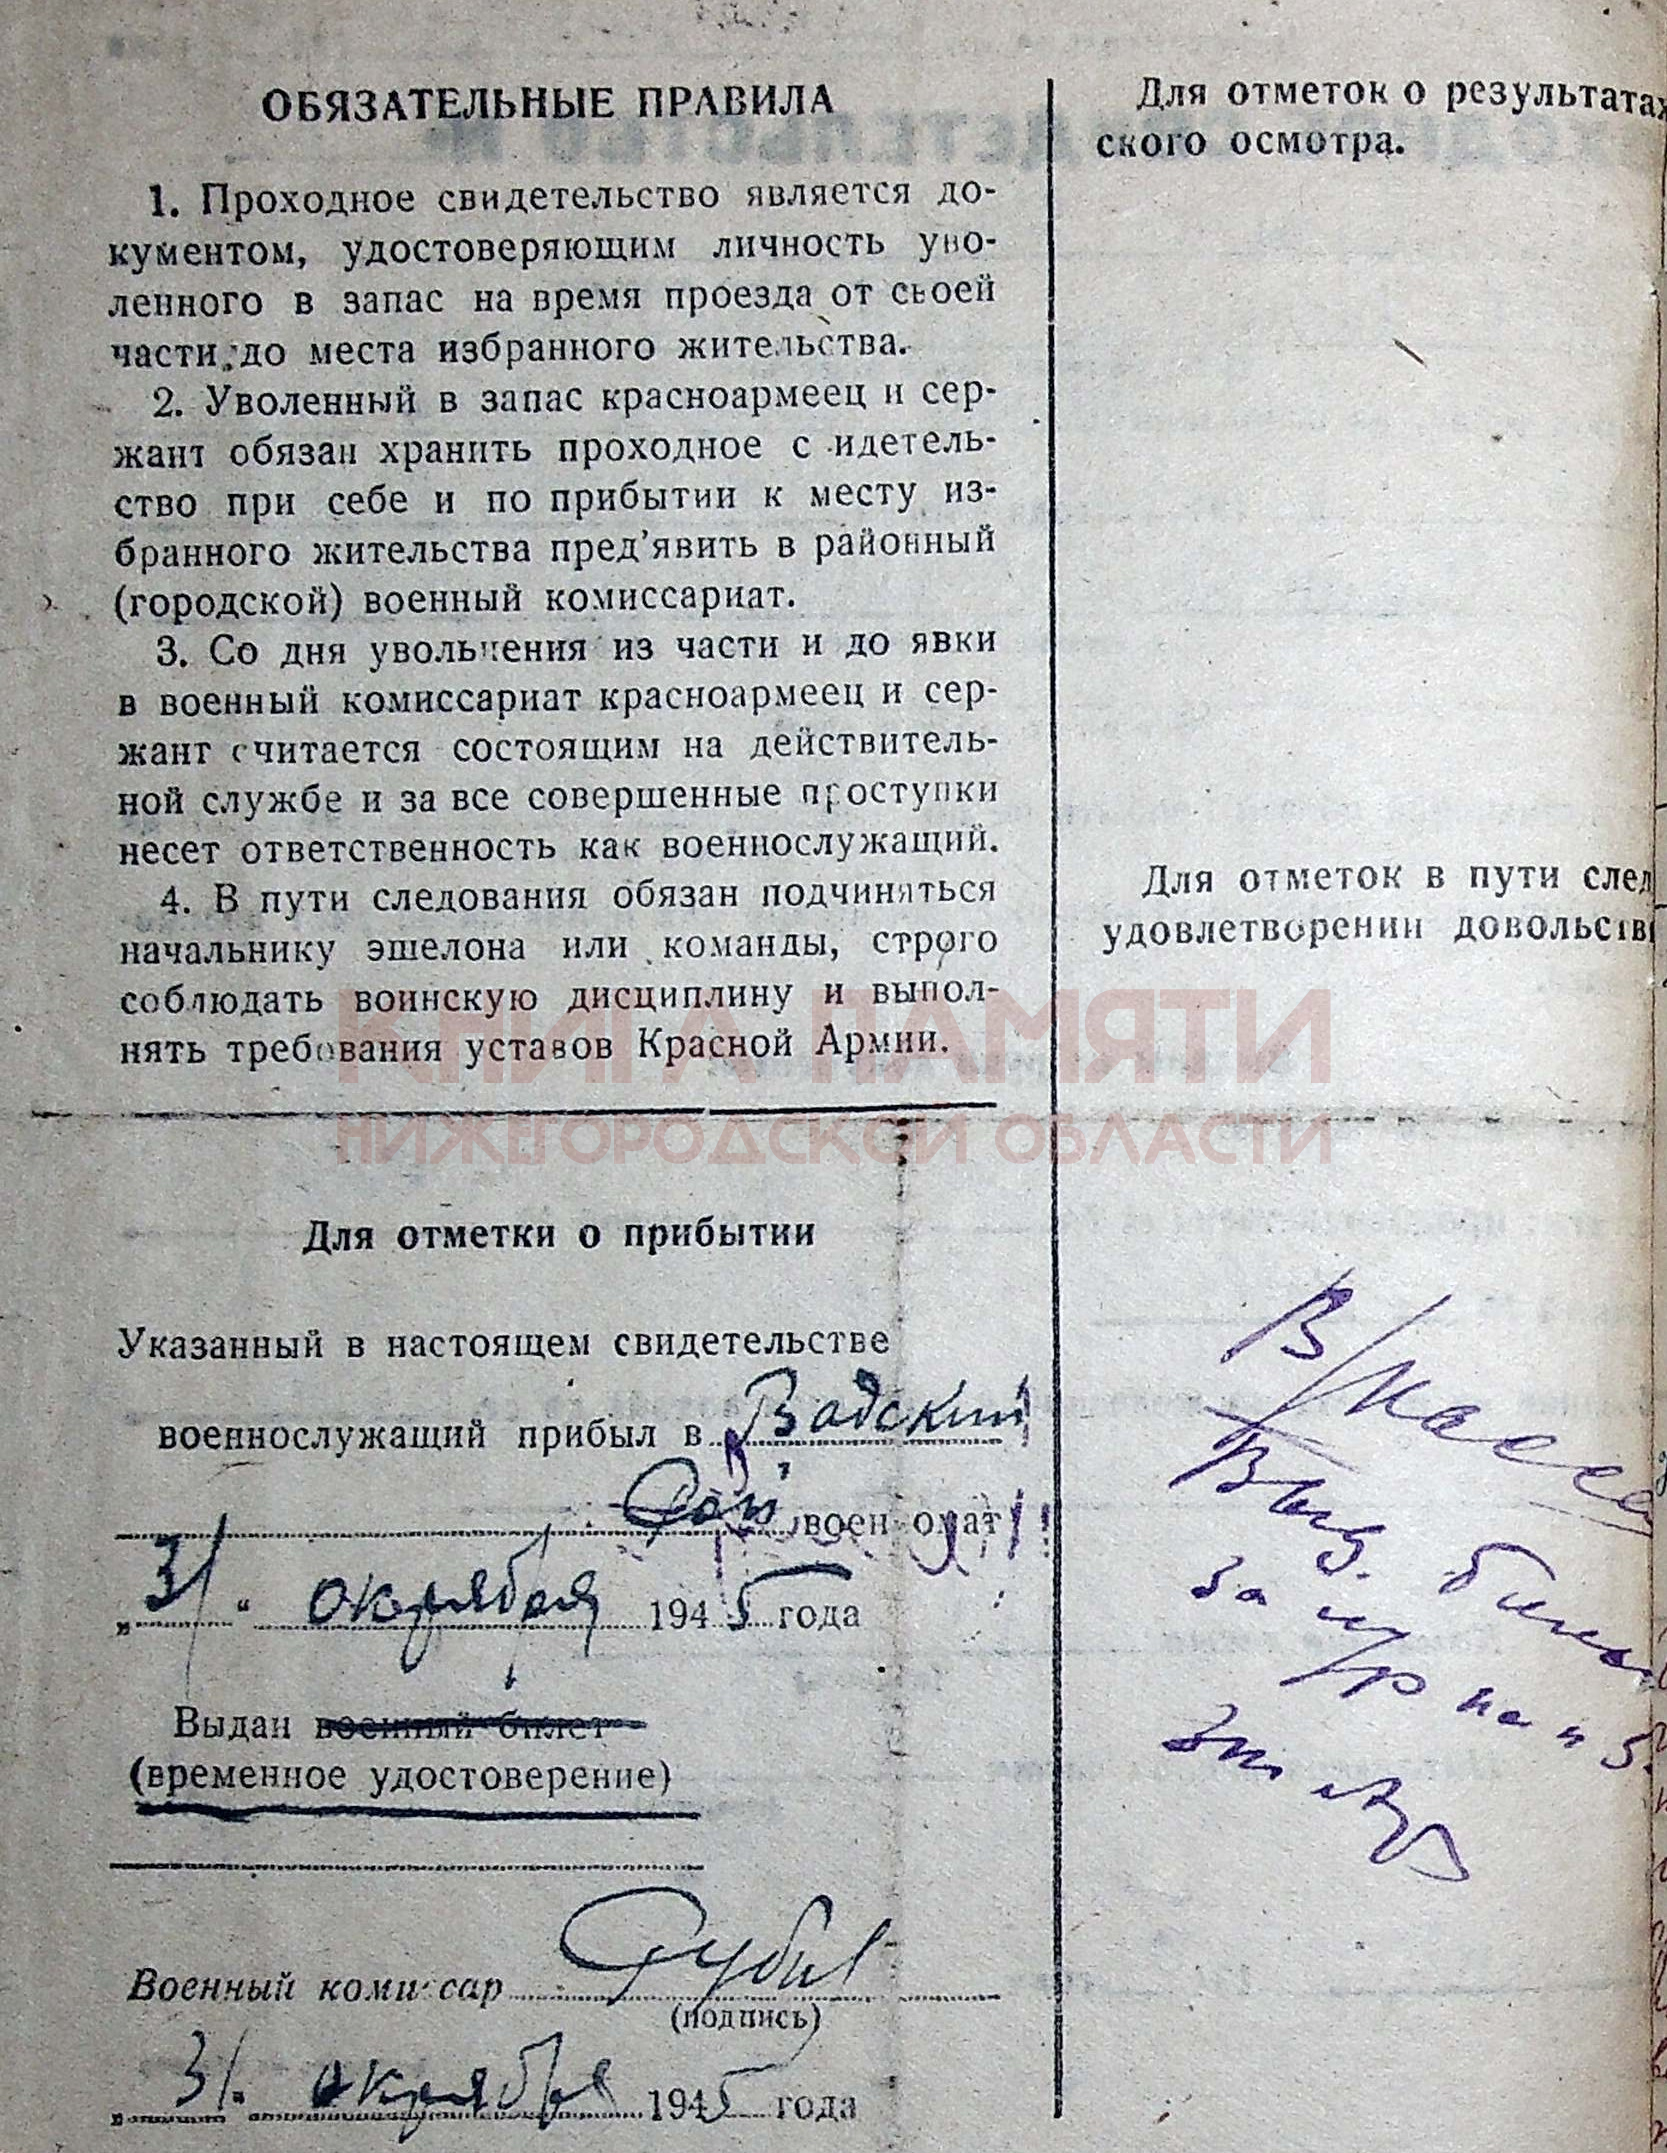 ОБЯЗАТЕЛЬНЫЕ ПРАВИЛА
1. Проходное свидетельство является до-
кументом, удостоверяющим личность уво-
ленного в запас на время проезда от своей
части до места избранного жительства.
2. Уволенный в запас красноармеец и сер-
жант обязан хранить проходное с идетель-
ство при себе и по прибытии к месту из-
бранного жительства пред'явить в районный
(городской) военный комиссариат.
3. Со дня увольнения из части и до явки
в военный комиссариат красноармеец и сер-
жант считается состоящим на действитель-
ной службе и за все совершенные проступки
несет ответственность как военнослужащий.
4. В пути следования обязан подчиняться
начальнику эшелона или команды, строго
соблюдать воинскую дисциплину и выпол-
нять требования уставов Красной Армии.
КНИГА ПАМЯТИ
НИЖЕГОРОДСКОЙ ОБЛАСТИ
Для отметки о прибытии
Указанный в настоящем свидетельстве
военнослужащий прибыл в Вадский
Рай военкомат
„31“ октября 1945 года
Выдан военный билет
(временное удостоверение)
Военный комиссар
(подпись)
„31“ октября 1945 года
Для отметок о результатах
ского осмотра.
Для отметок в пути след
удовлетворении довольств
В
Выд.
за